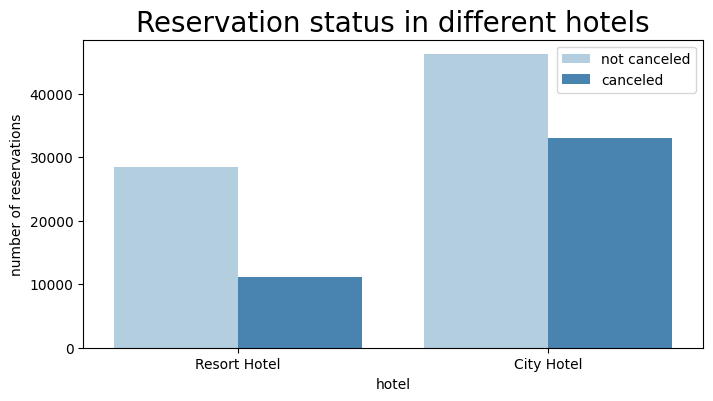 Reservation status in different hotels
not canceled
canceled
number of reservations
40000
30000
20000
10000
0
Resort Hotel
City Hotel
hotel